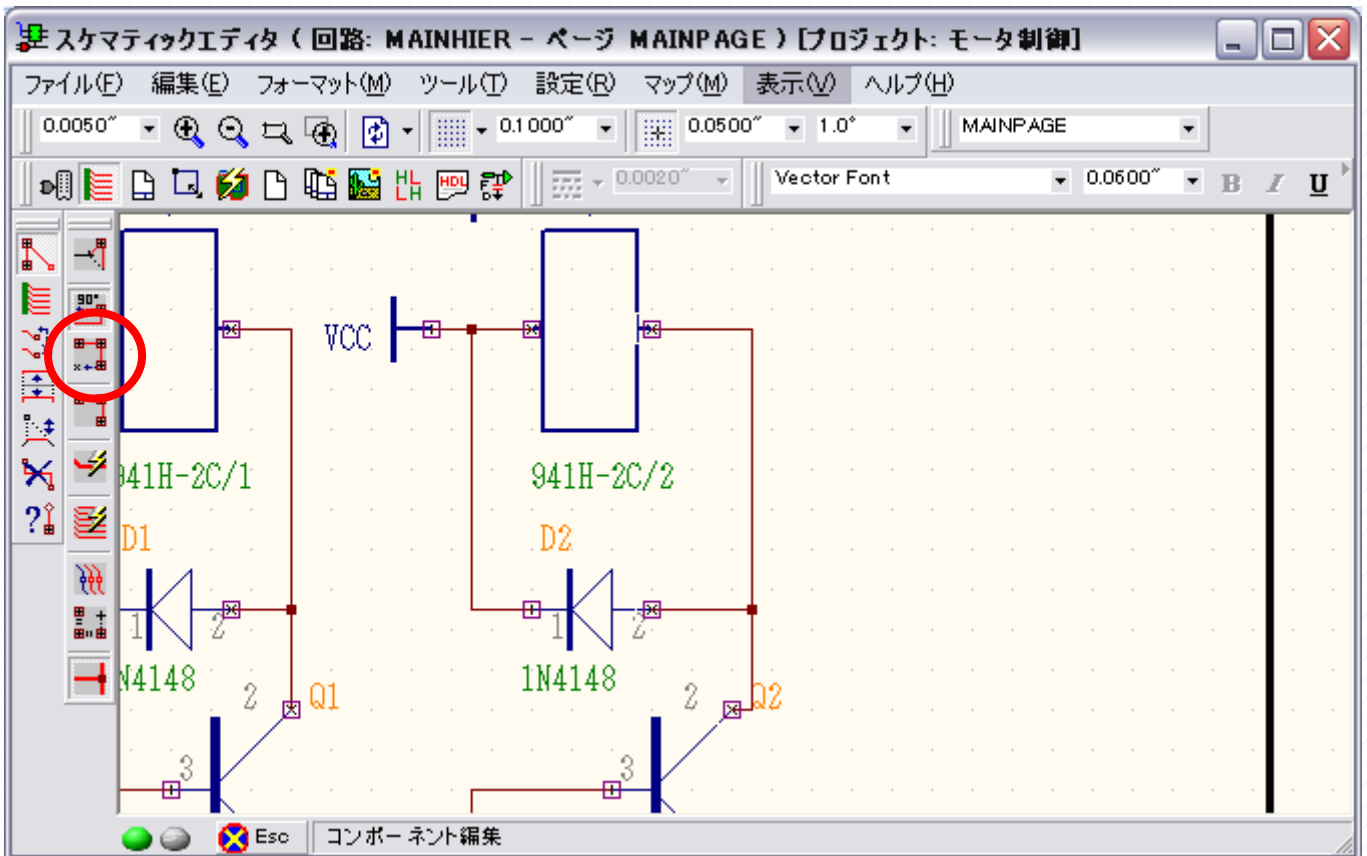 スケマティックエディタ ( 回路: MAINHIER - ページ MAINPAGE ) [プロジェクト: モータ制御]
ファイル(F) 編集(E) フォーマット(M) ツール(T) 設定(R) マップ(M) 表示(V) ヘルプ(H)
0.0050" 0.1000" 0.0500" 1.0° MAINPAGE
HL LH HDL 0.0020" Vector Font 0.0600" B I U
90°
VCC
941H-2C/1 941H-2C/2
D1 D2
1 2 1 2
N4148 1N4148
2 Q1 2 Q2
3 3
Esc コンポーネント編集